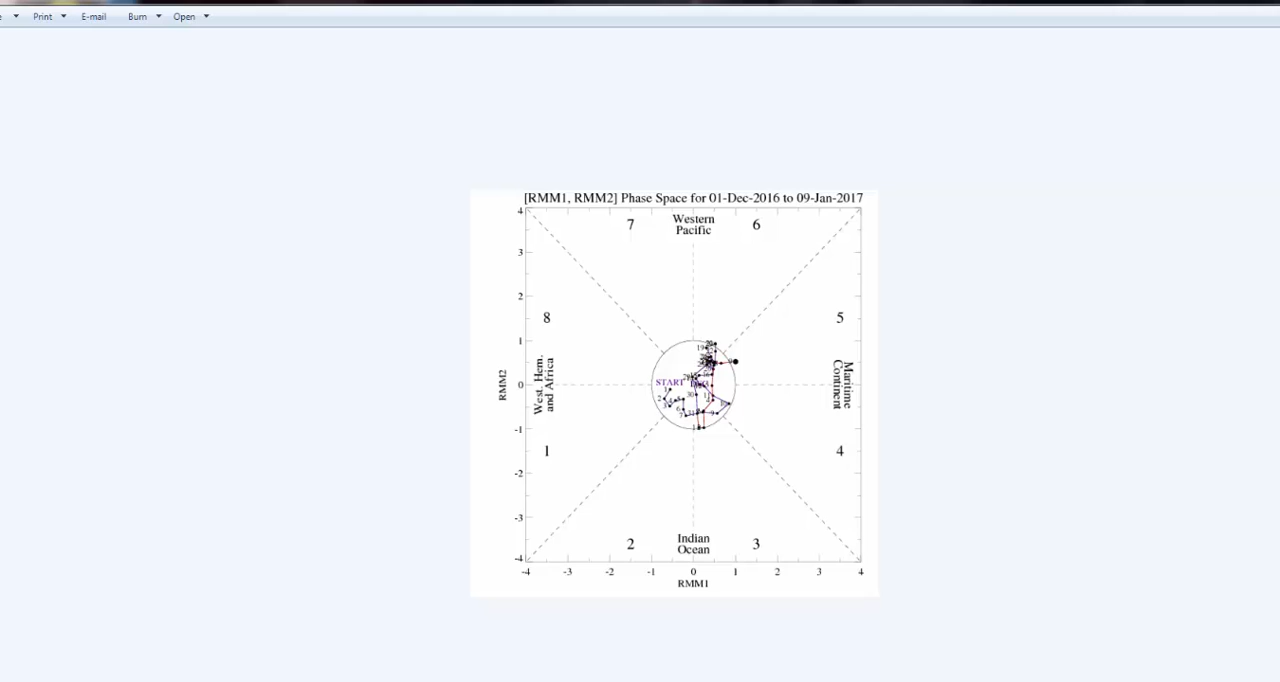 Print
E-mail
Burn
Open
[RMM1, RMM2] Phase Space for 01-Dec-2016 to 09-Jan-2017
4
7
Western
Pacific
6
3
2
8
5
1
START
RMM2
0
West. Hem.
and Africa
Maritime
Continent
-1
1
4
-2
-3
2
Indian
Ocean
3
-4
-4
-3
-2
-1
0
1
2
3
4
RMM1